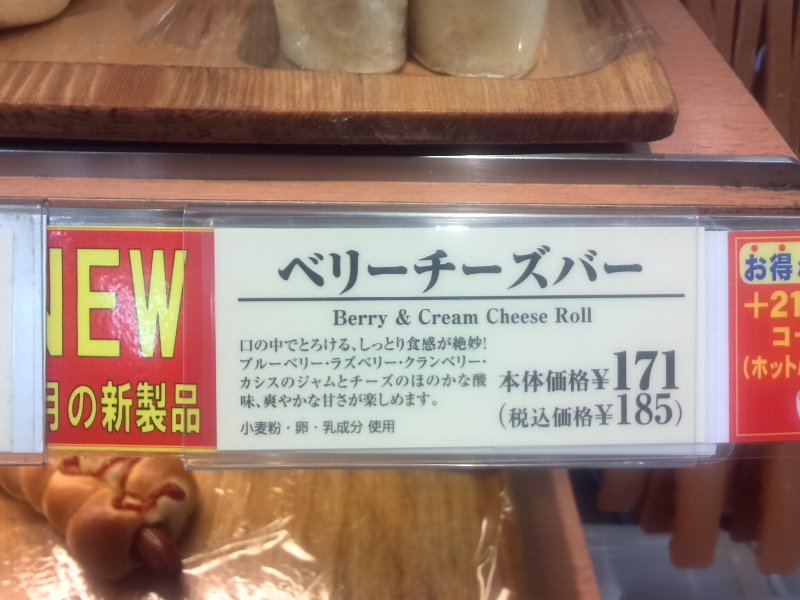 NEW
月の新製品
ベリーチーズバー
Berry & Cream Cheese Roll
口の中でとろける、しっとり食感が絶妙!
ブルーベリー・ラズベリー・クランベリー・
カシスのジャムとチーズのほのかな酸
味、爽やかな甘さが楽しめます。
小麦粉・卵・乳成分 使用
本体価格¥171
(税込価格¥185)
お得
+21
コー
(ホット